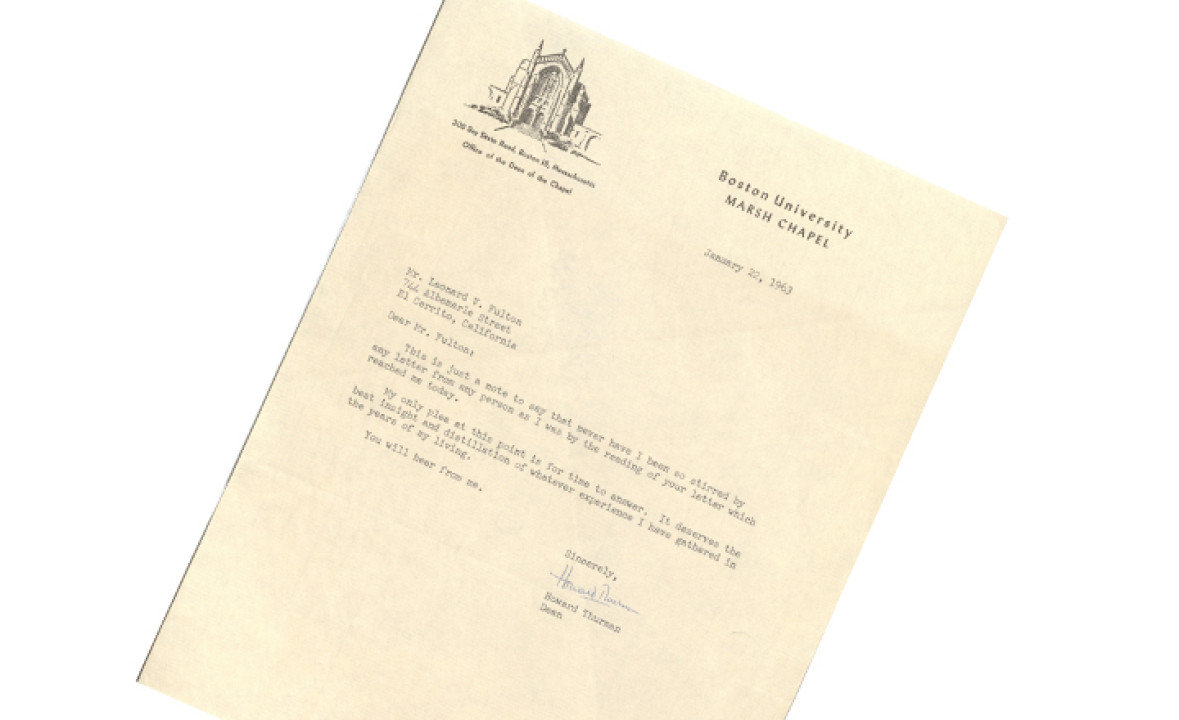 300 Bay State Road, Boston 15, Massachusetts
Office of the Dean of the Chapel
Boston University
MARSH CHAPEL
January 22, 1963
Mr. Leonard V. Fulton
744 Albemarle Street
El Cerrito, California
Dear Mr. Fulton:
This is just a note to say that never have I been so stirred by
any letter from any person as I was by the reading of your letter which
reached me today.
My only plea at this point is for time to answer. It deserves the
best insight and distillation of whatever experience I have gathered in
the years of my living.
You will hear from me.
Sincerely,
Howard Thurman
Howard Thurman
Dean